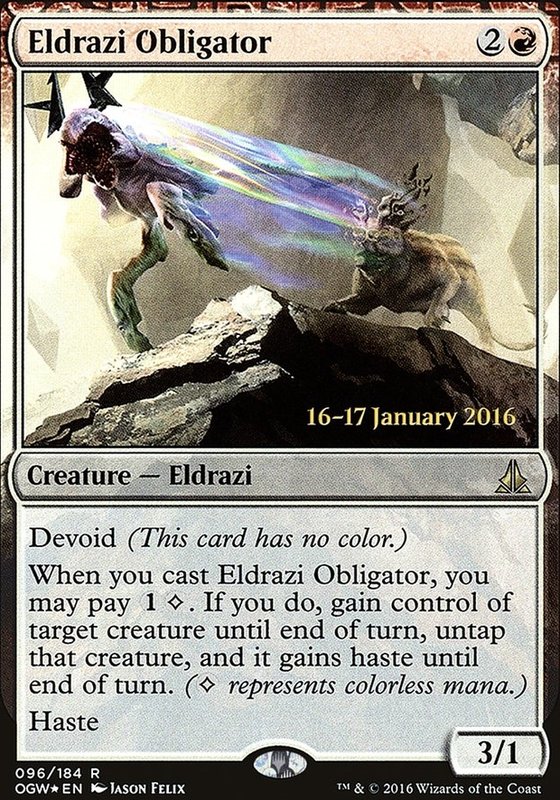 Eldrazi Obligator 2
16–17 January 2016
Creature — Eldrazi
Devoid (This card has no color.)
When you cast Eldrazi Obligator, you
may pay 1◇. If you do, gain control of
target creature until end of turn, untap
that creature, and it gains haste until
end of turn. (◇ represents colorless mana.)
Haste
3/1
096/184 R
OGW★EN Jason Felix
™ & © 2016 Wizards of the Coast